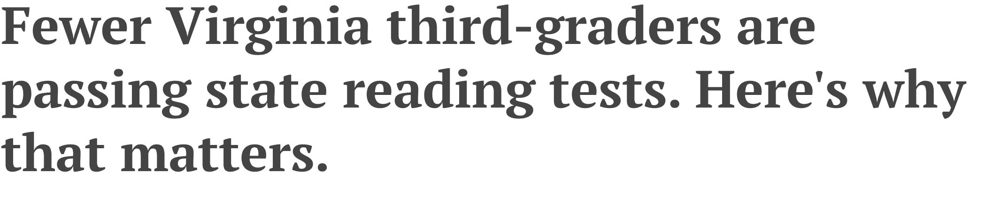 Fewer Virginia third-graders are
passing state reading tests. Here's why
that matters.